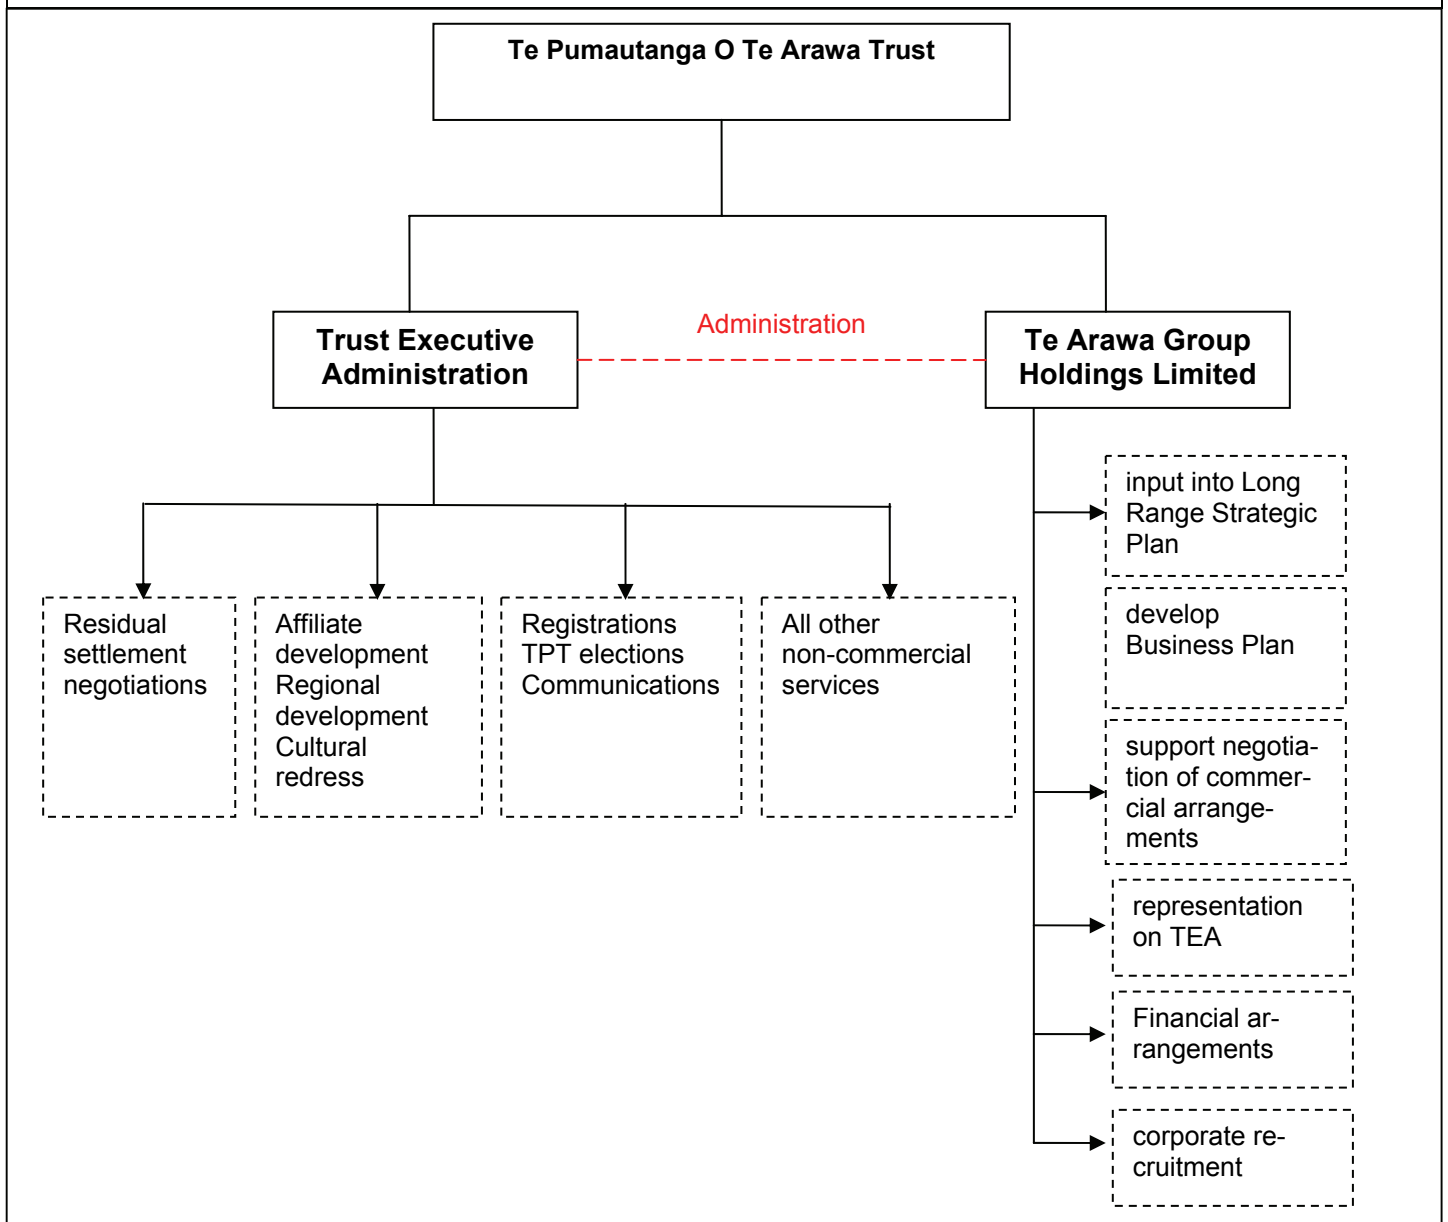 Te Pumautanga O Te Arawa Trust
Trust Executive
Administration
Administration
Te Arawa Group
Holdings Limited
Residual
settlement
negotiations
Affiliate
development
Regional
development
Cultural
redress
Registrations
TPT elections
Communications
All other
non-commercial
services
input into Long
Range Strategic
Plan
develop
Business Plan
support negotia-
tion of commer-
cial arrange-
ments
representation
on TEA
Financial ar-
rangements
corporate re-
cruitment